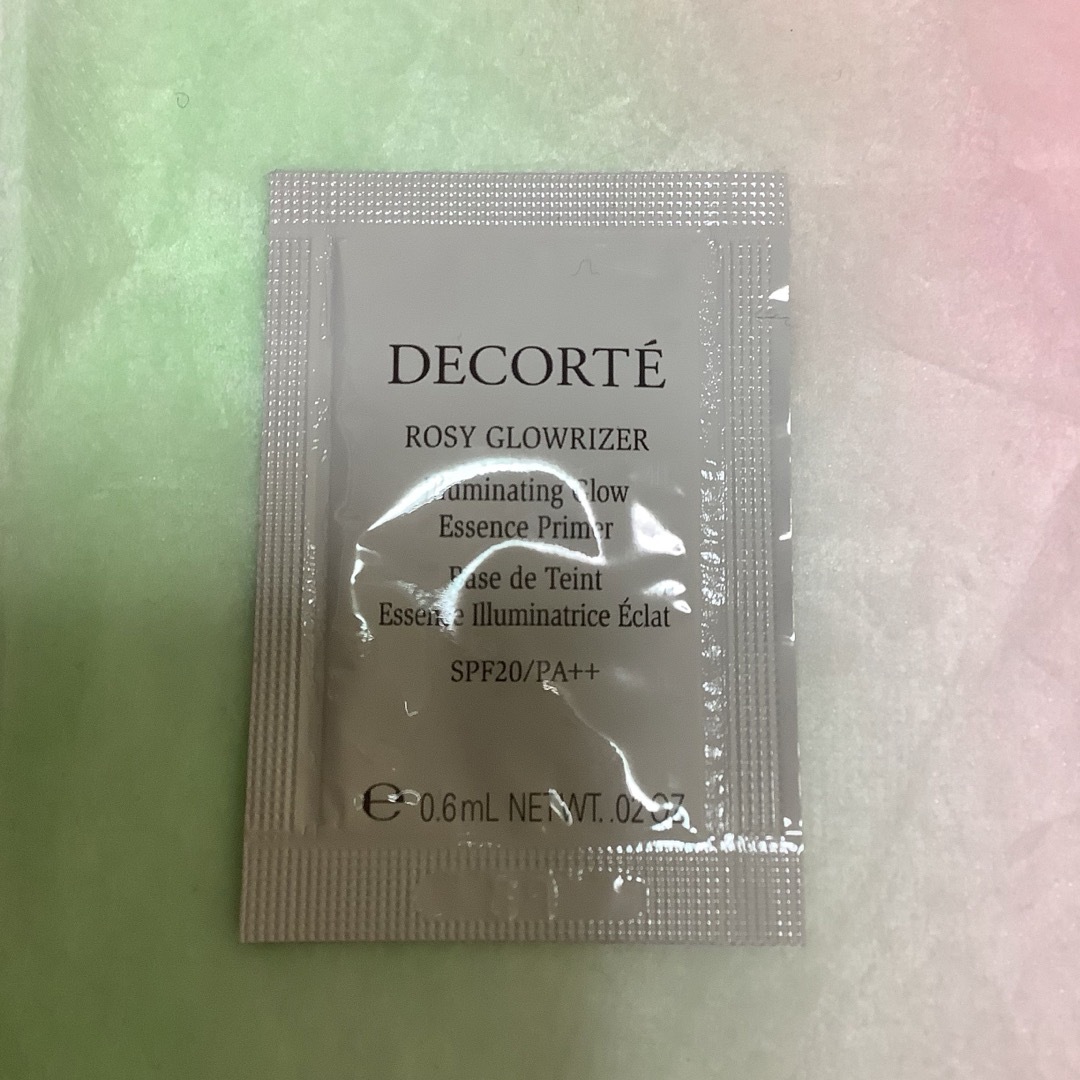 DECORTÉ
ROSY GLOWRIZER
Illuminating Glow
Essence Primer
Base de Teint
Essence Illuminatrice Éclat
SPF20/PA++
℮ 0.6mL NET WT. .02 OZ